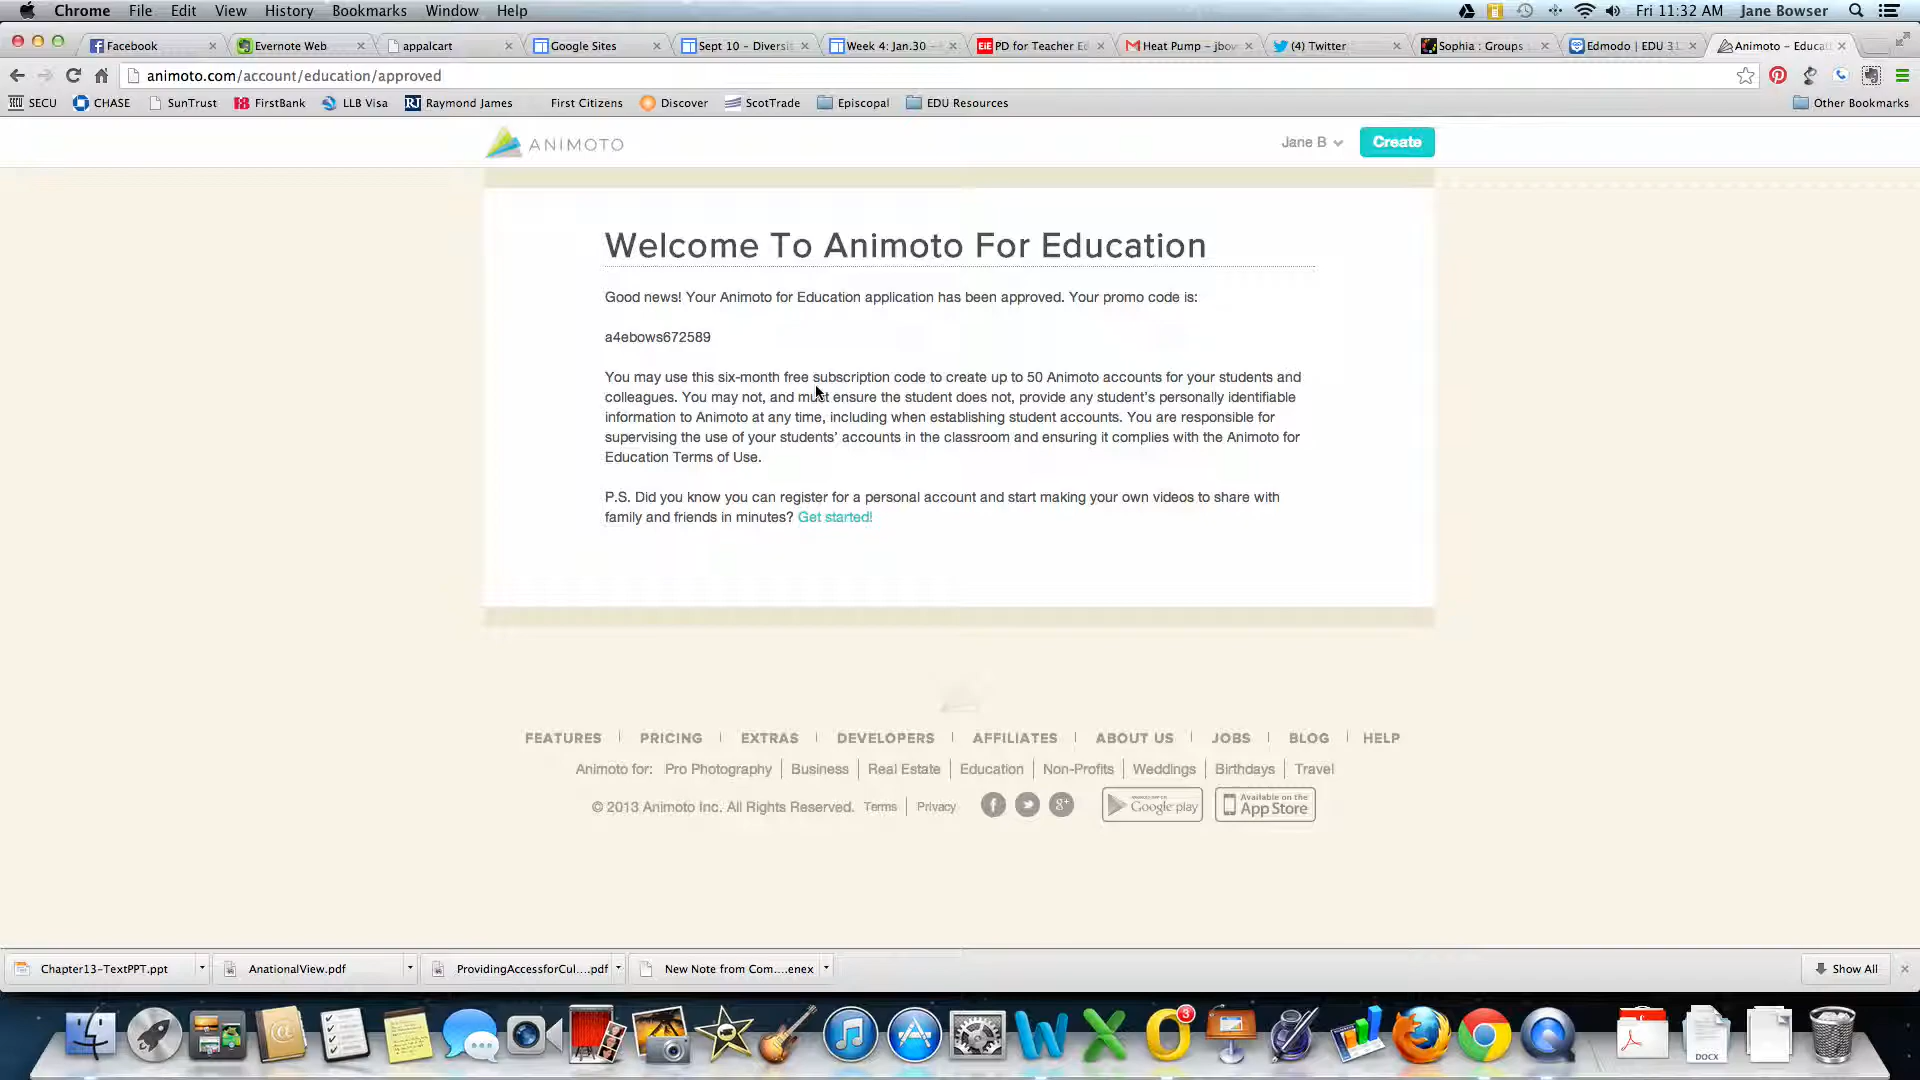 Chrome File Edit View History Bookmarks Window Help Fri 11:32 AM Jane Bowser
Facebook Evernote Web appalcart Google Sites Sept 10 - Diversi Week 4: Jan.30 - PD for Teacher Ed Heat Pump - jbow (4) Twitter Sophia : Groups Edmodo | EDU 31 Animoto - Educat
animoto.com/account/education/approved
SECU CHASE SunTrust FirstBank LLB Visa Raymond James First Citizens Discover ScotTrade Episcopal EDU Resources Other Bookmarks
ANIMOTO Jane B Create
Welcome To Animoto For Education
Good news! Your Animoto for Education application has been approved. Your promo code is:
a4ebows672589
You may use this six-month free subscription code to create up to 50 Animoto accounts for your students and
colleagues. You may not, and must ensure the student does not, provide any student's personally identifiable
information to Animoto at any time, including when establishing student accounts. You are responsible for
supervising the use of your students' accounts in the classroom and ensuring it complies with the Animoto for
Education Terms of Use.
P.S. Did you know you can register for a personal account and start making your own videos to share with
family and friends in minutes? Get started!
FEATURES | PRICING | EXTRAS | DEVELOPERS | AFFILIATES | ABOUT US | JOBS | BLOG | HELP
Animoto for: Pro Photography | Business | Real Estate | Education | Non-Profits | Weddings | Birthdays | Travel
© 2013 Animoto Inc. All Rights Reserved. Terms | Privacy Google play Available on the App Store
Chapter13-TextPPT.ppt AnationalView.pdf ProvidingAccessforCul....pdf New Note from Com....enex Show All
3
DOCX